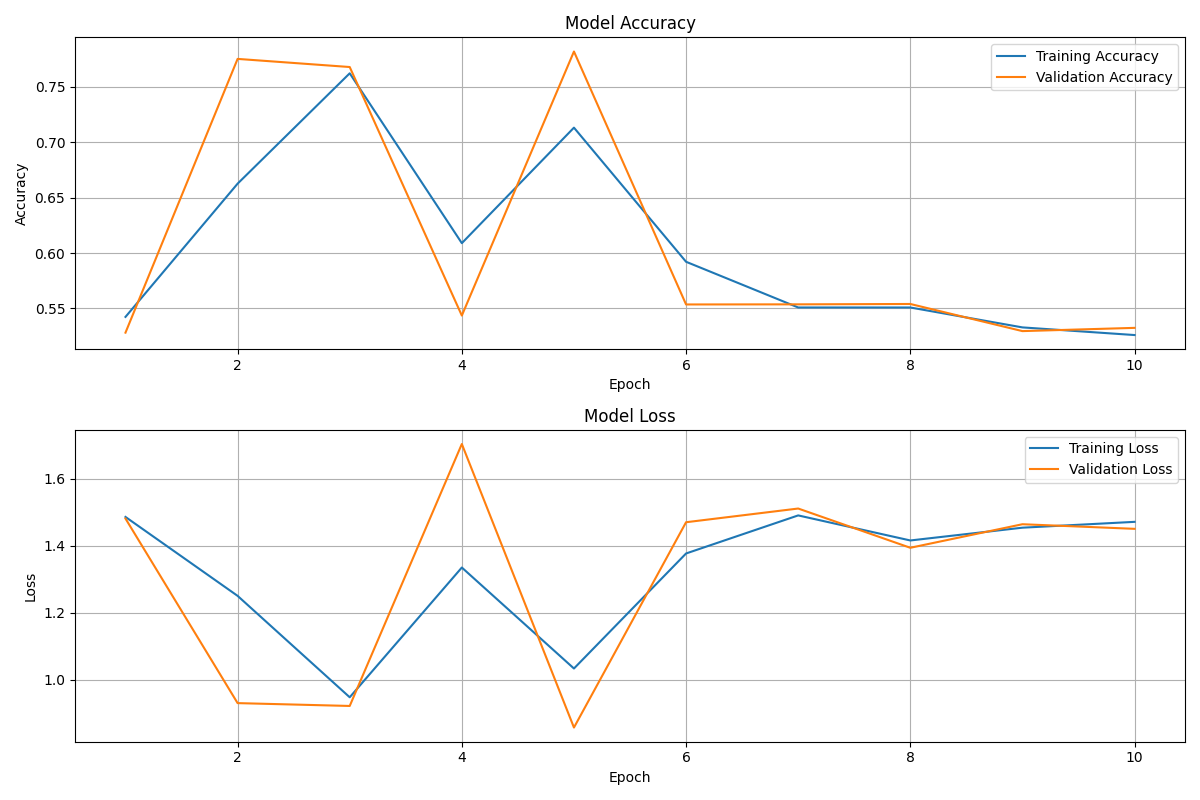 Model Accuracy
Training Accuracy
Validation Accuracy
0.75
0.70
0.65
0.60
0.55
Accuracy
2 4 6 8 10
Epoch
Model Loss
Training Loss
Validation Loss
1.6
1.4
1.2
1.0
Loss
2 4 6 8 10
Epoch